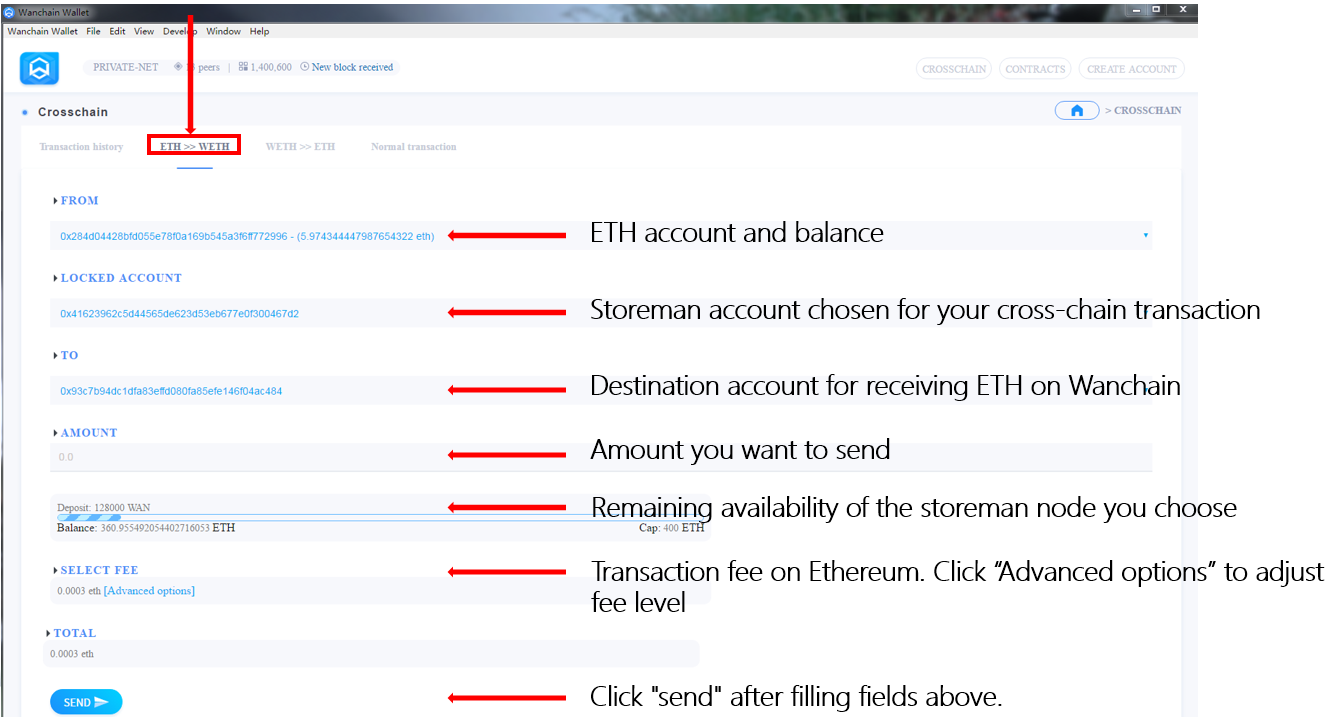 Wanchain Wallet
Wanchain Wallet File Edit View Develop Window Help
PRIVATE-NET peers | 1,400,600 New block received
CROSSCHAIN CONTRACTS CREATE ACCOUNT
Crosschain
> CROSSCHAIN
Transaction history ETH >> WETH WETH >> ETH Normal transaction
FROM
0x284d04428bfd055e78f0a169b545a3f6ff772996 - (5.974344447987654322 eth)
ETH account and balance
LOCKED ACCOUNT
0x41623962c5d44565de623d53eb677e0f300467d2
Storeman account chosen for your cross-chain transaction
TO
0x93c7b94dc1dfa83effd080fa85efe146f04ac484
Destination account for receiving ETH on Wanchain
AMOUNT
0.0
Amount you want to send
Deposit: 128000 WAN
Balance: 360.955492054402716053 ETH
Cap: 400 ETH
Remaining availability of the storeman node you choose
SELECT FEE
0.0003 eth [Advanced options]
Transaction fee on Ethereum. Click “Advanced options” to adjust
fee level
TOTAL
0.0003 eth
SEND
Click "send" after filling fields above.